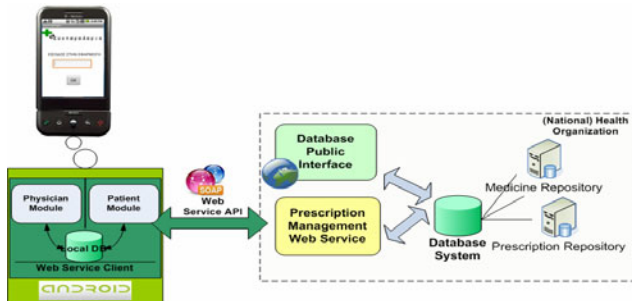 Physician
Module
Patient
Module
Local DB
Web Service Client
ANDROID
SOAP
Web
Service API
Database
Public
Interface
Prescription
Management
Web Service
Database
System
(National) Health
Organization
Medicine Repository
Prescription Repository